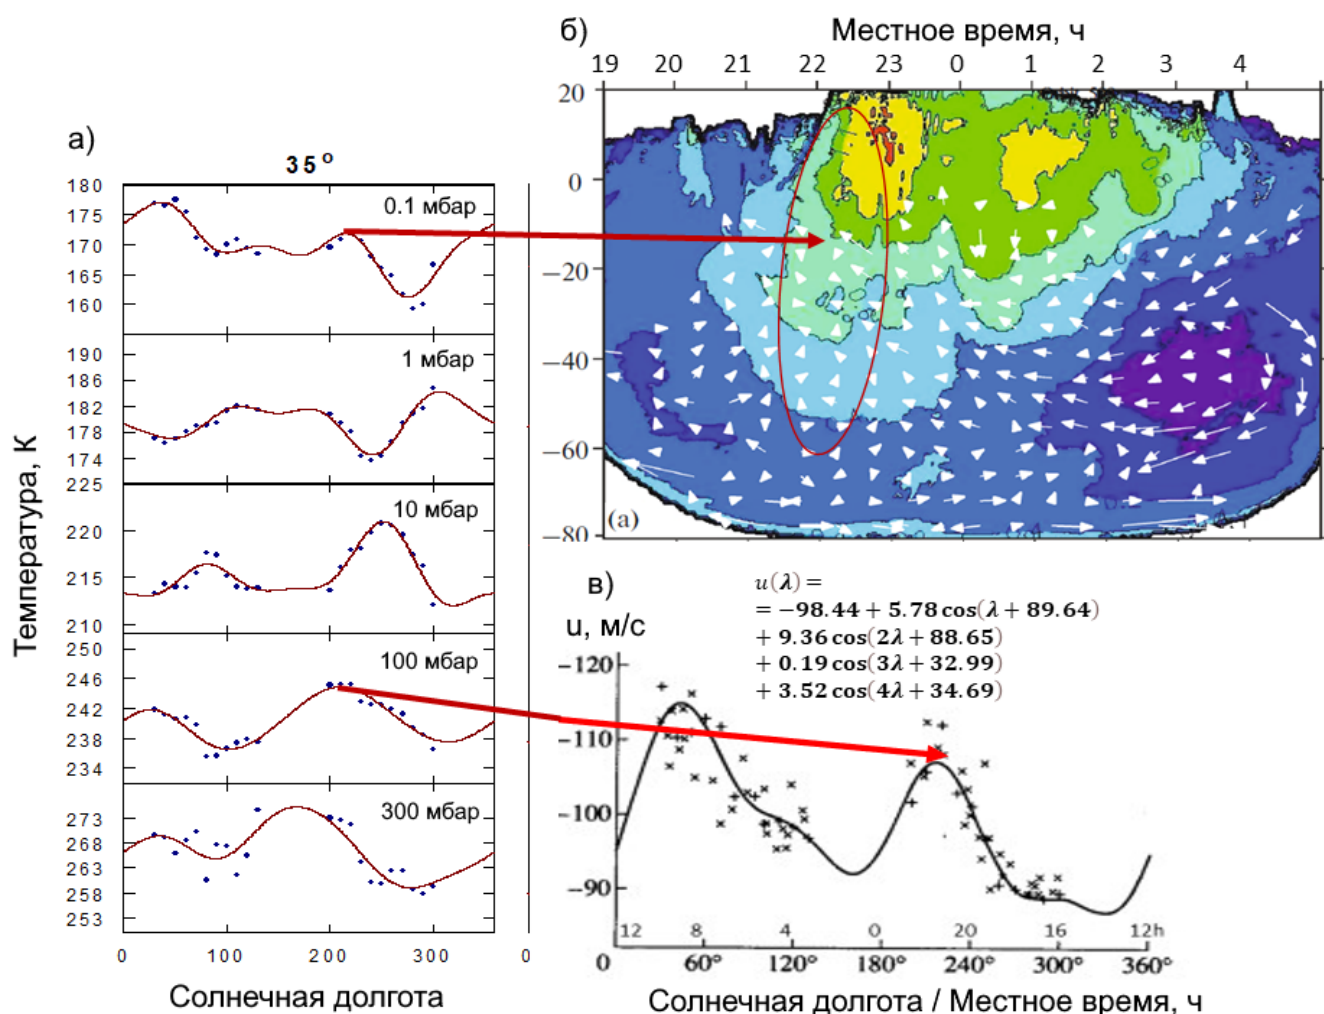 б)
Местное время, ч
19 20 21 22 23 0 1 2 3 4
20
0
−20
−40
−60
−80
(a)
а)
35°
180
175
170
165
160
0.1 мбар
190
186
182
178
174
1 мбар
225
220
215
210
10 мбар
250
246
242
238
234
100 мбар
273
268
263
258
253
300 мбар
0 100 200 300 0
Температура, К
Солнечная долгота
в)
u(λ) =
= −98.44 + 5.78 cos(λ + 89.64)
+ 9.36 cos(2λ + 88.65)
+ 0.19 cos(3λ + 32.99)
+ 3.52 cos(4λ + 34.69)
u, м/с
−120
−110
−100
−90
12 8 4 0 20 16 12h
0 60° 120° 180° 240° 300° 360°
Солнечная долгота / Местное время, ч